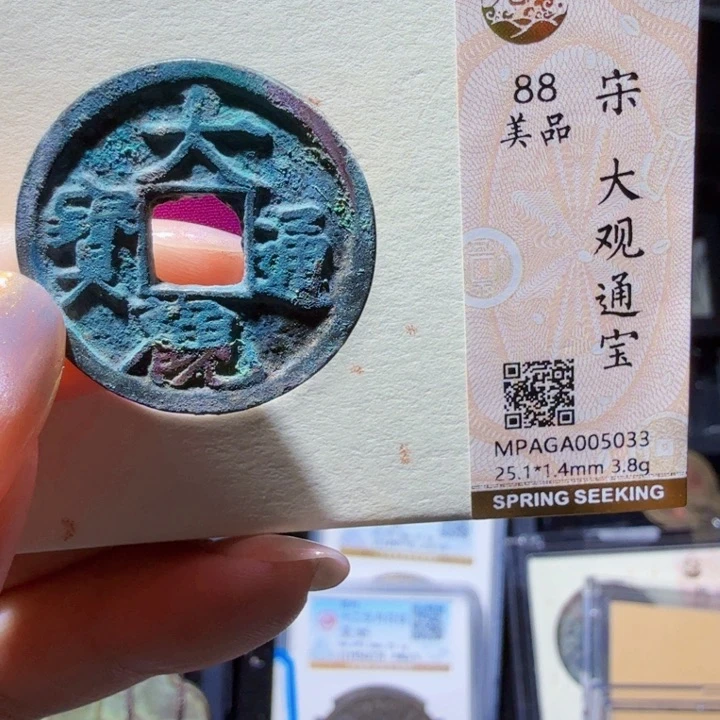 大觀通寶
88
美品
宋 大观通宝
MPAGA005033
25.1*1.4mm 3.8g
SPRING SEEKING